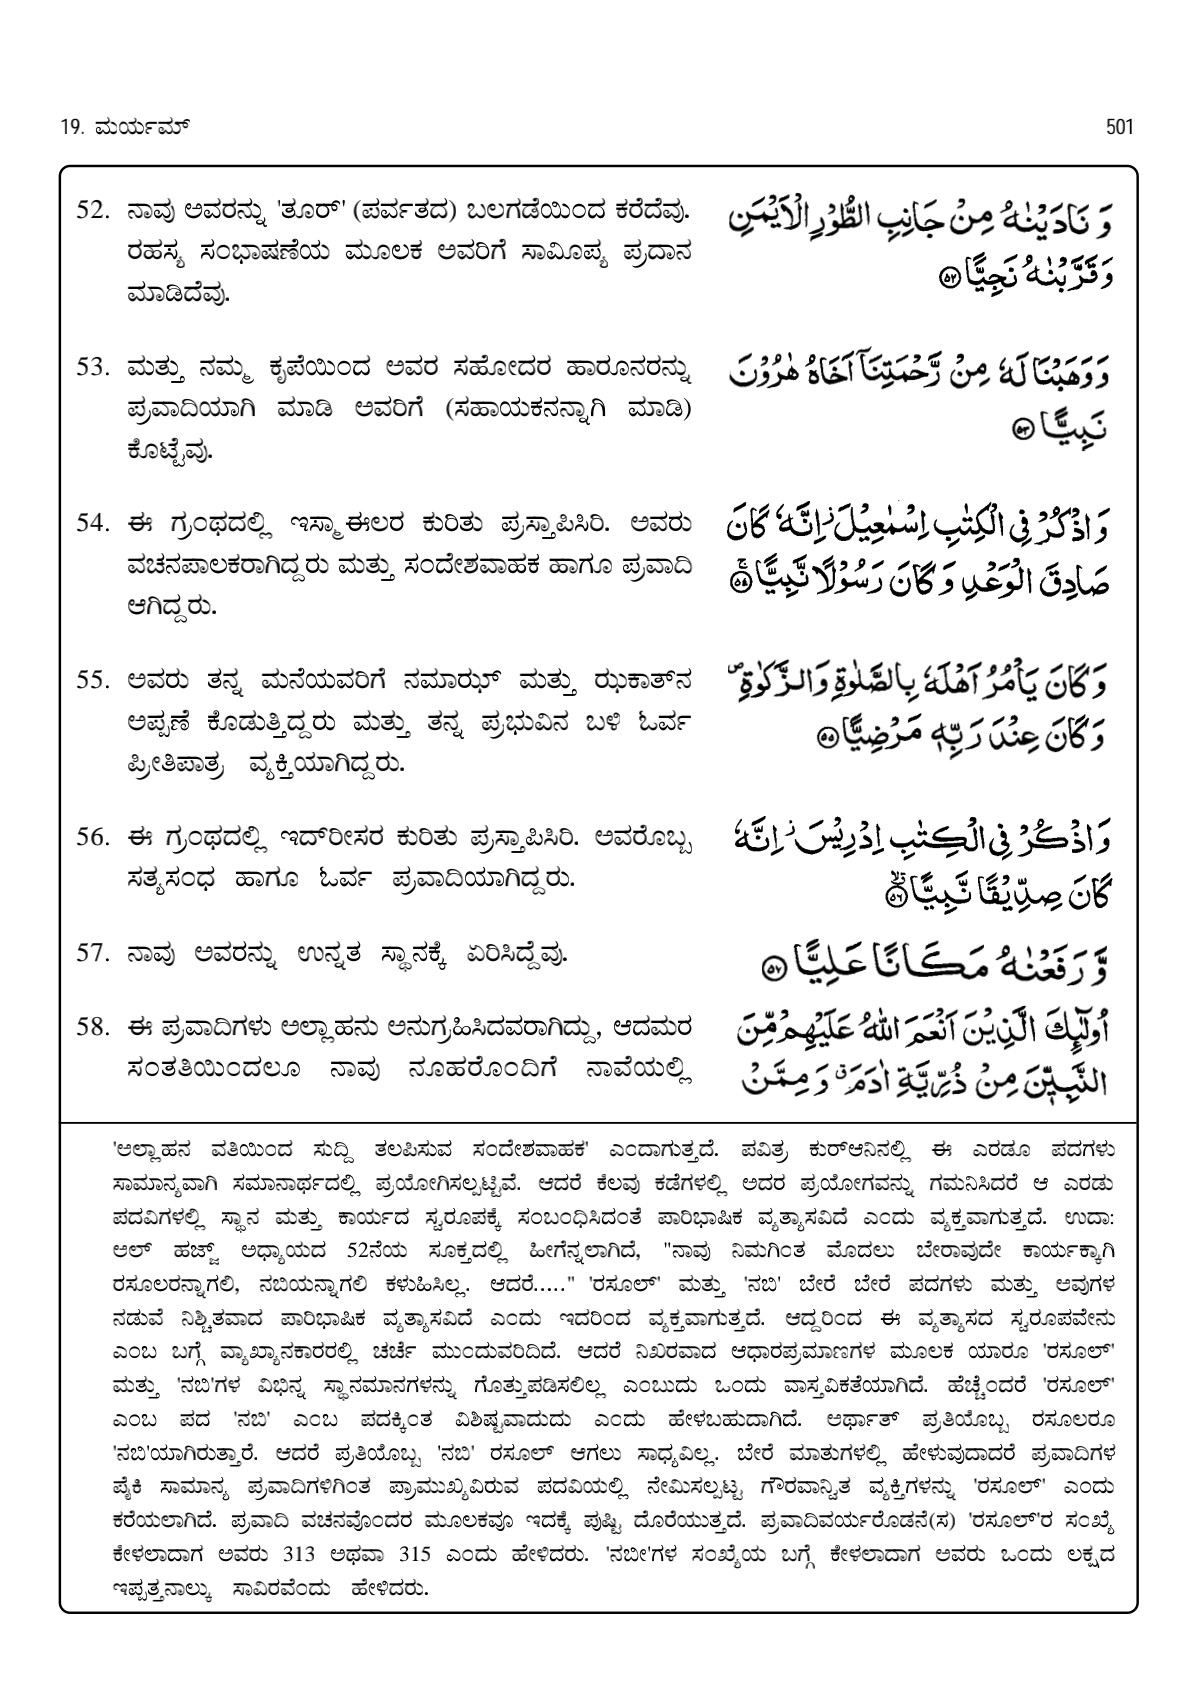 19. ಮರ್ಯಮ್ 501
52. ನಾವು ಅವರನ್ನು 'ತೂರ್' (ಪರ್ವತದ) ಬಲಗಡೆಯಿಂದ ಕರೆದೆವು.
ರಹಸ್ಯ ಸಂಭಾಷಣೆಯ ಮೂಲಕ ಅವರಿಗೆ ಸಾಮೀಪ್ಯ ಪ್ರದಾನ
ಮಾಡಿದೆವು.
وَ نَادَيْنٰهُ مِنْ جَانِبِ الطُّوْرِ الْاَيْمَنِ
وَقَرَّبْنٰهُ نَجِيًّا ۝٥٢
53. ಮತ್ತು ನಮ್ಮ ಕೃಪೆಯಿಂದ ಅವರ ಸಹೋದರ ಹಾರೂನರನ್ನು
ಪ್ರವಾದಿಯಾಗಿ ಮಾಡಿ ಅವರಿಗೆ (ಸಹಾಯಕನನ್ನಾಗಿ ಮಾಡಿ)
ಕೊಟ್ಟೆವು.
وَوَهَبْنَا لَهٗ مِنْ رَّحْمَتِنَاۤ اَخَاهُ هٰرُوْنَ
نَبِيًّا ۝٥٣
54. ಈ ಗ್ರಂಥದಲ್ಲಿ ಇಸ್ಮಾಈಲರ ಕುರಿತು ಪ್ರಸ್ತಾಪಿಸಿರಿ. ಅವರು
ವಚನಪಾಲಕರಾಗಿದ್ದರು ಮತ್ತು ಸಂದೇಶವಾಹಕ ಹಾಗೂ ಪ್ರವಾದಿ
ಆಗಿದ್ದರು.
وَ اذْكُرْ فِي الْكِتٰبِ اِسْمٰعِيْلَ ۚ اِنَّهٗ كَانَ
صَادِقَ الْوَعْدِ وَ كَانَ رَسُوْلًا نَّبِيًّا ۝٥٤
55. ಅವರು ತನ್ನ ಮನೆಯವರಿಗೆ ನಮಾಝ್ ಮತ್ತು ಝಕಾತ್‌ನ
ಅಪ್ಪಣೆ ಕೊಡುತ್ತಿದ್ದರು ಮತ್ತು ತನ್ನ ಪ್ರಭುವಿನ ಬಳಿ ಓರ್ವ
ಪ್ರೀತಿಪಾತ್ರ ವ್ಯಕ್ತಿಯಾಗಿದ್ದರು.
وَ كَانَ يَاْمُرُ اَهْلَهٗ بِالصَّلٰوةِ وَالزَّكٰوةِ ۪
وَ كَانَ عِنْدَ رَبِّهٖ مَرْضِيًّا ۝٥٥
56. ಈ ಗ್ರಂಥದಲ್ಲಿ ಇದ್‌ರೀಸರ ಕುರಿತು ಪ್ರಸ್ತಾಪಿಸಿರಿ. ಅವರೊಬ್ಬ
ಸತ್ಯಸಂಧ ಹಾಗೂ ಓರ್ವ ಪ್ರವಾದಿಯಾಗಿದ್ದರು.
وَ اذْكُرْ فِي الْكِتٰبِ اِدْرِيْسَ ۚ اِنَّهٗ
كَانَ صِدِّيْقًا نَّبِيًّا ۝٥٦
57. ನಾವು ಅವರನ್ನು ಉನ್ನತ ಸ್ಥಾನಕ್ಕೆ ಏರಿಸಿದ್ದೆವು.
وَّ رَفَعْنٰهُ مَكَانًا عَلِيًّا ۝٥٧
58. ಈ ಪ್ರವಾದಿಗಳು ಅಲ್ಲಾಹನು ಅನುಗ್ರಹಿಸಿದವರಾಗಿದ್ದು, ಆದಮರ
ಸಂತತಿಯಿಂದಲೂ ನಾವು ನೂಹರೊಂದಿಗೆ ನಾವೆಯಲ್ಲಿ
اُولٰٓئِكَ الَّذِيْنَ اَنْعَمَ اللّٰهُ عَلَيْهِمْ مِّنَ
النَّبِيّٖنَ مِنْ ذُرِّيَّةِ اٰدَمَ ۗ وَ مِمَّنْ
'ಅಲ್ಲಾಹನ ವತಿಯಿಂದ ಸುದ್ದಿ ತಲಪಿಸುವ ಸಂದೇಶವಾಹಕ' ಎಂದಾಗುತ್ತದೆ. ಪವಿತ್ರ ಕುರ್‌ಆನಿನಲ್ಲಿ ಈ ಎರಡೂ ಪದಗಳು
ಸಾಮಾನ್ಯವಾಗಿ ಸಮಾನಾರ್ಥದಲ್ಲಿ ಪ್ರಯೋಗಿಸಲ್ಪಟ್ಟಿವೆ. ಆದರೆ ಕೆಲವು ಕಡೆಗಳಲ್ಲಿ ಅದರ ಪ್ರಯೋಗವನ್ನು ಗಮನಿಸಿದರೆ ಆ ಎರಡು
ಪದವಿಗಳಲ್ಲಿ ಸ್ಥಾನ ಮತ್ತು ಕಾರ್ಯದ ಸ್ವರೂಪಕ್ಕೆ ಸಂಬಂಧಿಸಿದಂತೆ ಪಾರಿಭಾಷಿಕ ವ್ಯತ್ಯಾಸವಿದೆ ಎಂದು ವ್ಯಕ್ತವಾಗುತ್ತದೆ. ಉದಾ:
ಅಲ್ ಹಜ್ಜ್ ಅಧ್ಯಾಯದ 52ನೆಯ ಸೂಕ್ತದಲ್ಲಿ ಹೀಗೆನ್ನಲಾಗಿದೆ, "ನಾವು ನಿಮಗಿಂತ ಮೊದಲು ಬೇರಾವುದೇ ಕಾರ್ಯಕ್ಕಾಗಿ
ರಸೂಲರನ್ನಾಗಲಿ, ನಬಿಯನ್ನಾಗಲಿ ಕಳುಹಿಸಿಲ್ಲ. ಆದರೆ....." 'ರಸೂಲ್' ಮತ್ತು 'ನಬಿ' ಬೇರೆ ಬೇರೆ ಪದಗಳು ಮತ್ತು ಅವುಗಳ
ನಡುವೆ ನಿಶ್ಚಿತವಾದ ಪಾರಿಭಾಷಿಕ ವ್ಯತ್ಯಾಸವಿದೆ ಎಂದು ಇದರಿಂದ ವ್ಯಕ್ತವಾಗುತ್ತದೆ. ಆದ್ದರಿಂದ ಈ ವ್ಯತ್ಯಾಸದ ಸ್ವರೂಪವೇನು
ಎಂಬ ಬಗ್ಗೆ ವ್ಯಾಖ್ಯಾನಕಾರರಲ್ಲಿ ಚರ್ಚೆ ಮುಂದುವರಿದಿದೆ. ಆದರೆ ನಿಖರವಾದ ಆಧಾರಪ್ರಮಾಣಗಳ ಮೂಲಕ ಯಾರೂ 'ರಸೂಲ್'
ಮತ್ತು 'ನಬಿ'ಗಳ ವಿಭಿನ್ನ ಸ್ಥಾನಮಾನಗಳನ್ನು ಗೊತ್ತುಪಡಿಸಲಿಲ್ಲ ಎಂಬುದು ಒಂದು ವಾಸ್ತವಿಕತೆಯಾಗಿದೆ. ಹೆಚ್ಚೆಂದರೆ 'ರಸೂಲ್'
ಎಂಬ ಪದ 'ನಬಿ' ಎಂಬ ಪದಕ್ಕಿಂತ ವಿಶಿಷ್ಟವಾದುದು ಎಂದು ಹೇಳಬಹುದಾಗಿದೆ. ಅರ್ಥಾತ್ ಪ್ರತಿಯೊಬ್ಬ ರಸೂಲರೂ
'ನಬಿ'ಯಾಗಿರುತ್ತಾರೆ. ಆದರೆ ಪ್ರತಿಯೊಬ್ಬ 'ನಬಿ' ರಸೂಲ್ ಆಗಲು ಸಾಧ್ಯವಿಲ್ಲ. ಬೇರೆ ಮಾತುಗಳಲ್ಲಿ ಹೇಳುವುದಾದರೆ ಪ್ರವಾದಿಗಳ
ಪೈಕಿ ಸಾಮಾನ್ಯ ಪ್ರವಾದಿಗಳಿಗಿಂತ ಪ್ರಾಮುಖ್ಯವಿರುವ ಪದವಿಯಲ್ಲಿ ನೇಮಿಸಲ್ಪಟ್ಟ ಗೌರವಾನ್ವಿತ ವ್ಯಕ್ತಿಗಳನ್ನು 'ರಸೂಲ್' ಎಂದು
ಕರೆಯಲಾಗಿದೆ. ಪ್ರವಾದಿ ವಚನವೊಂದರ ಮೂಲಕವೂ ಇದಕ್ಕೆ ಪುಷ್ಟಿ ದೊರೆಯುತ್ತದೆ. ಪ್ರವಾದಿವರ್ಯರೊಡನೆ(ಸ) 'ರಸೂಲ್'ರ ಸಂಖ್ಯೆ
ಕೇಳಲಾದಾಗ ಅವರು 313 ಅಥವಾ 315 ಎಂದು ಹೇಳಿದರು. 'ನಬೀ'ಗಳ ಸಂಖ್ಯೆಯ ಬಗ್ಗೆ ಕೇಳಲಾದಾಗ ಅವರು ಒಂದು ಲಕ್ಷದ
ಇಪ್ಪತ್ತನಾಲ್ಕು ಸಾವಿರವೆಂದು ಹೇಳಿದರು.